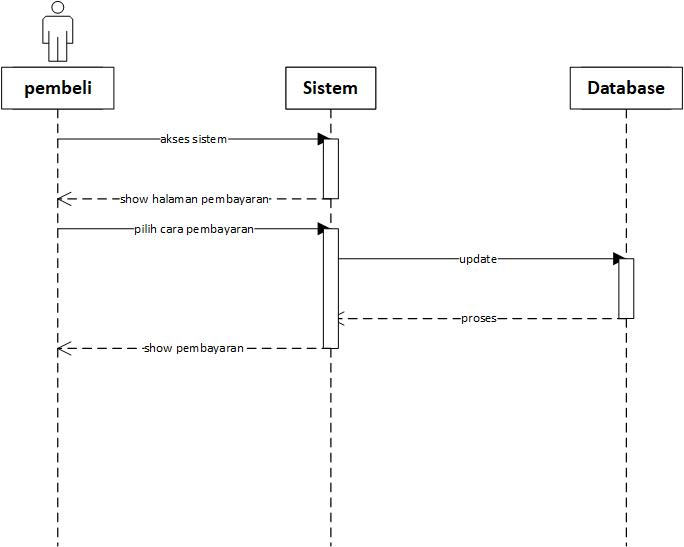 pembeli
Sistem
Database
akses sistem
show halaman pembayaran
pilih cara pembayaran
update
proses
show pembayaran